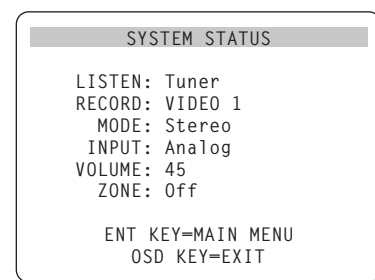 SYSTEM STATUS
LISTEN: Tuner
RECORD: VIDEO 1
MODE: Stereo
INPUT: Analog
VOLUME: 45
ZONE: Off
ENT KEY=MAIN MENU
OSD KEY=EXIT